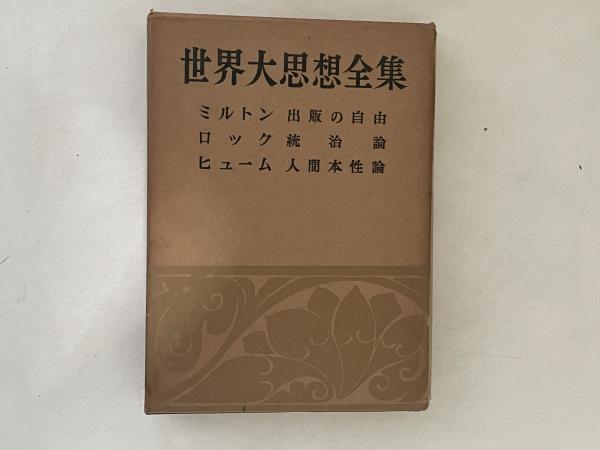 世界大思想全集
ミルトン 出版の自由
ロック 統治論
ヒューム 人間本性論